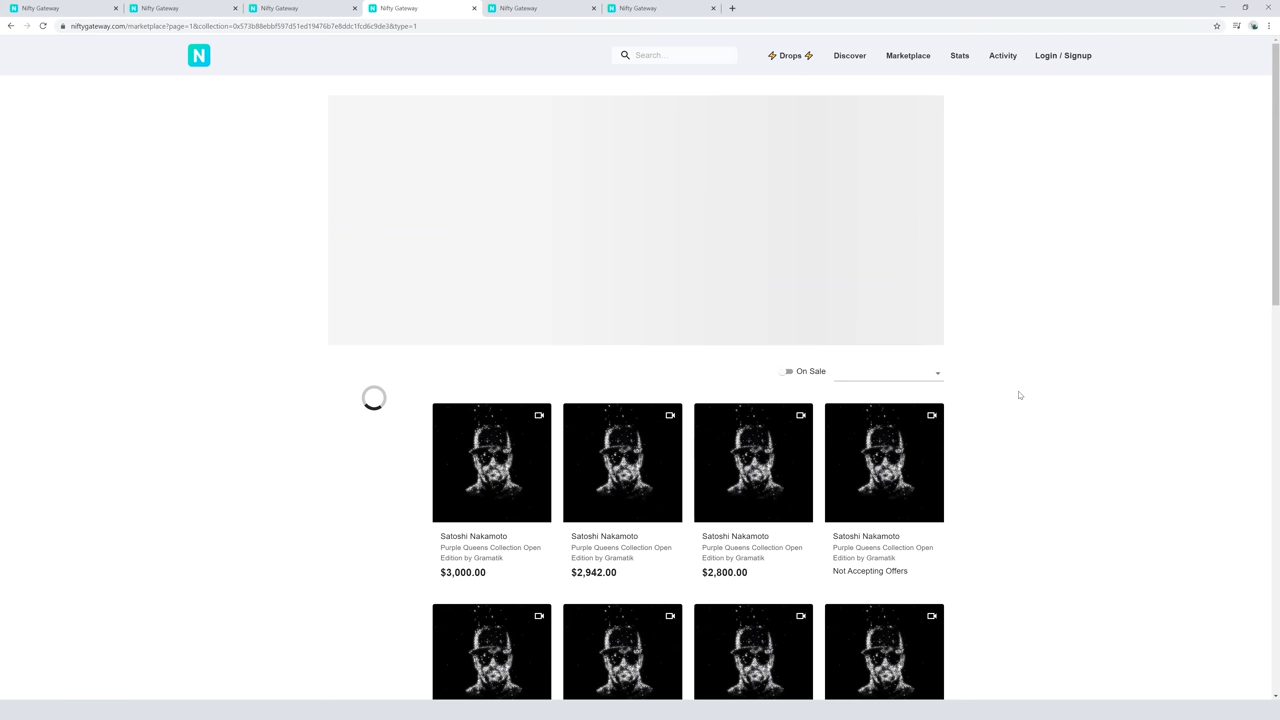 Nifty Gateway
Nifty Gateway
Nifty Gateway
Nifty Gateway
Nifty Gateway
Nifty Gateway
niftygateway.com/marketplace?page=1&collection=0x573b88ebbf597d51ed19476b7e8ddc1fcd6c9de3&type=1
N
Search...
Drops
Discover
Marketplace
Stats
Activity
Login / Signup
On Sale
Satoshi Nakamoto
Purple Queens Collection Open
Edition by Gramatik
$3,000.00
Satoshi Nakamoto
Purple Queens Collection Open
Edition by Gramatik
$2,942.00
Satoshi Nakamoto
Purple Queens Collection Open
Edition by Gramatik
$2,800.00
Satoshi Nakamoto
Purple Queens Collection Open
Edition by Gramatik
Not Accepting Offers